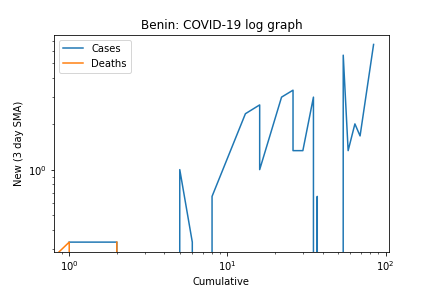 Benin: COVID-19 log graph
Cases
Deaths
New (3 day SMA)
10⁰
10⁰
10¹
10²
Cumulative